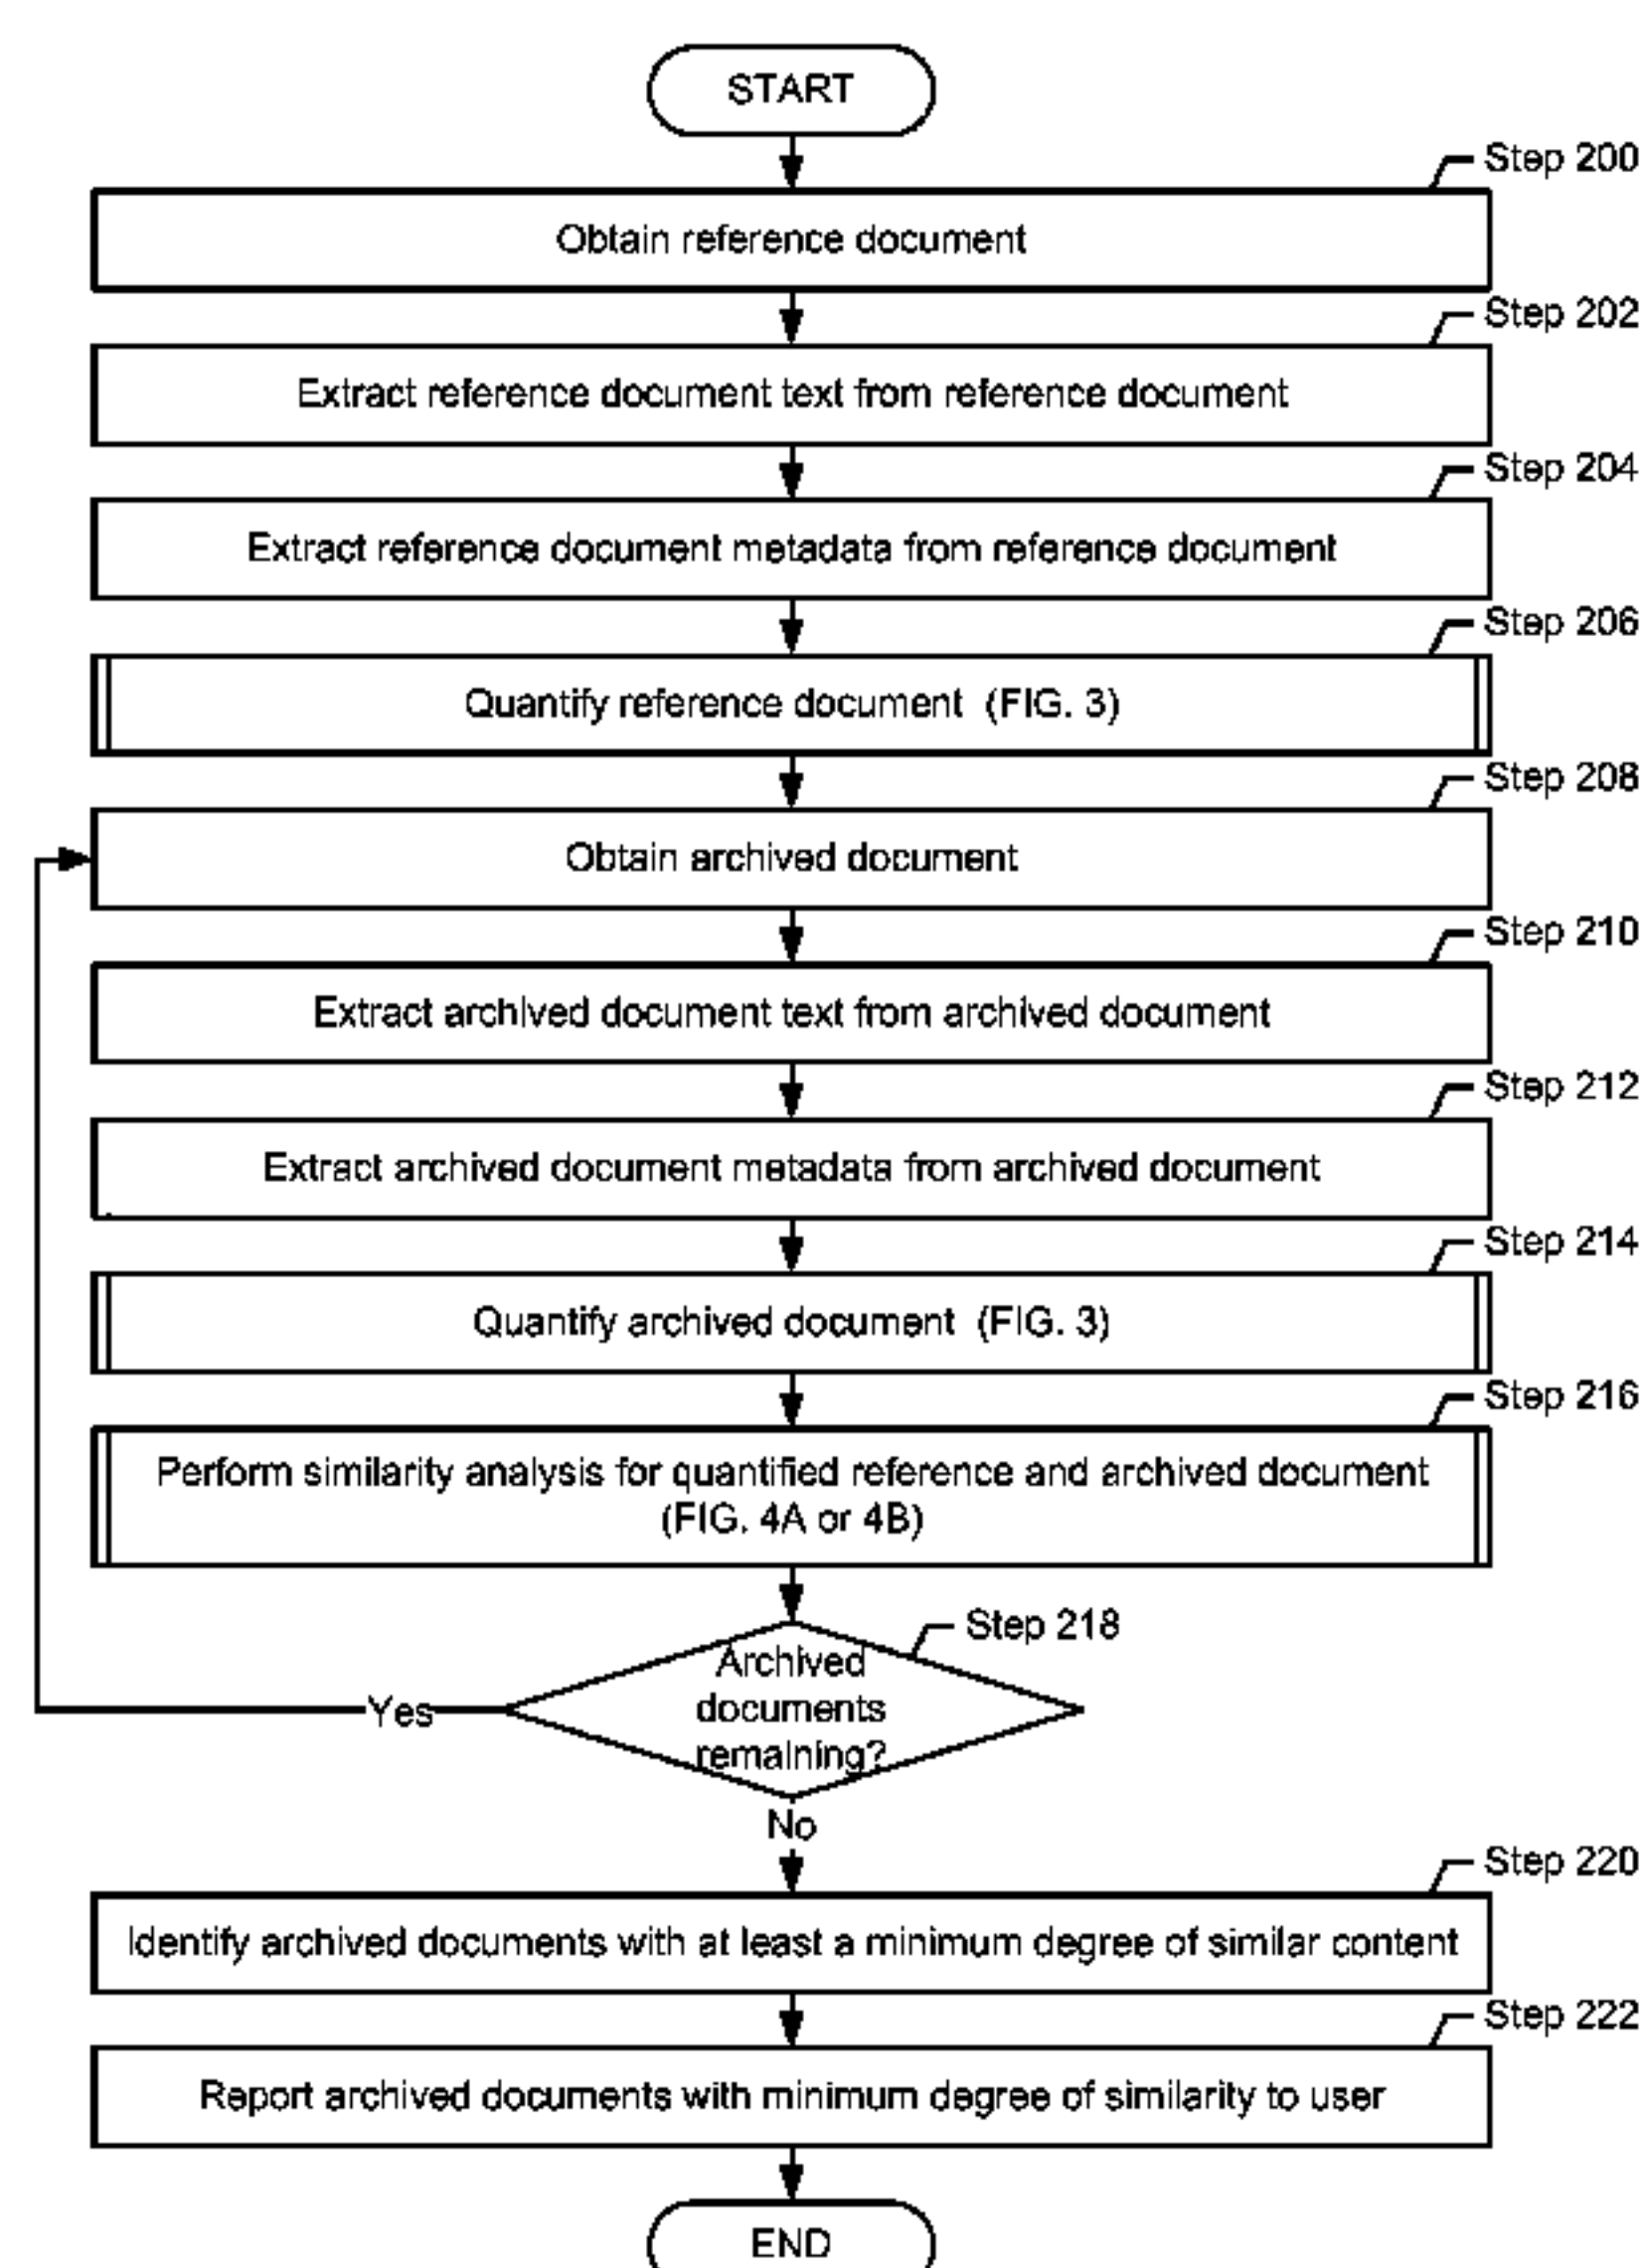 START
Step 200
Obtain reference document
Step 202
Extract reference document text from reference document
Step 204
Extract reference document metadata from reference document
Step 206
Quantify reference document (FIG. 3)
Step 208
Obtain archived document
Step 210
Extract archived document text from archived document
Step 212
Extract archived document metadata from archived document
Step 214
Quantify archived document (FIG. 3)
Step 216
Perform similarity analysis for quantified reference and archived document
(FIG. 4A or 4B)
Step 218
Archived
documents
remaining?
Yes
No
Step 220
Identify archived documents with at least a minimum degree of similar content
Step 222
Report archived documents with minimum degree of similarity to user
END